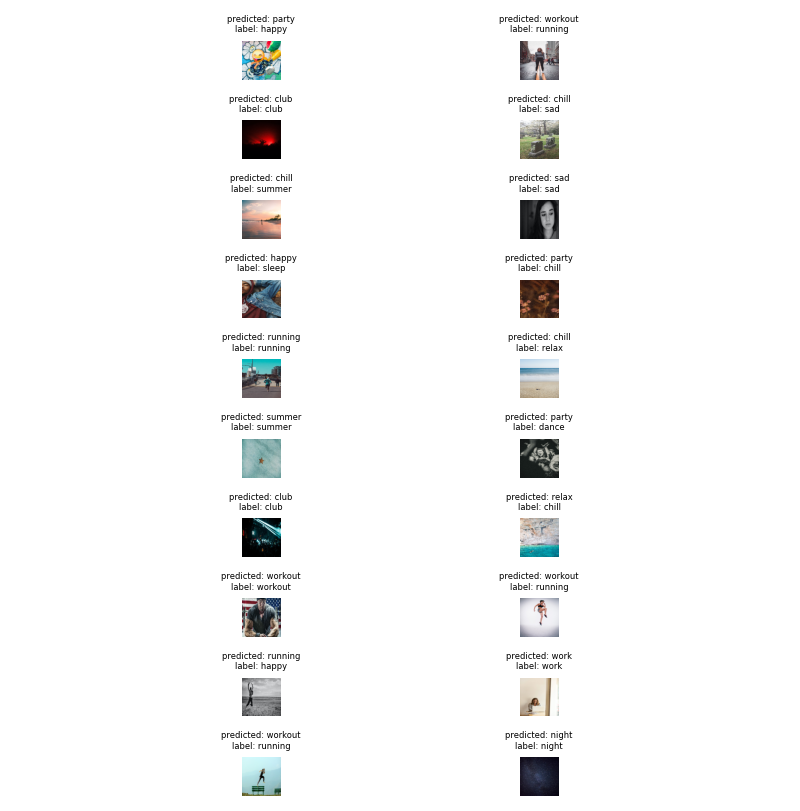 predicted: party
label: happy
predicted: workout
label: running
predicted: club
label: club
predicted: chill
label: sad
predicted: chill
label: summer
predicted: sad
label: sad
predicted: happy
label: sleep
predicted: party
label: chill
predicted: running
label: running
predicted: chill
label: relax
predicted: summer
label: summer
predicted: party
label: dance
predicted: club
label: club
predicted: relax
label: chill
predicted: workout
label: workout
predicted: workout
label: running
predicted: running
label: happy
predicted: work
label: work
predicted: workout
label: running
predicted: night
label: night